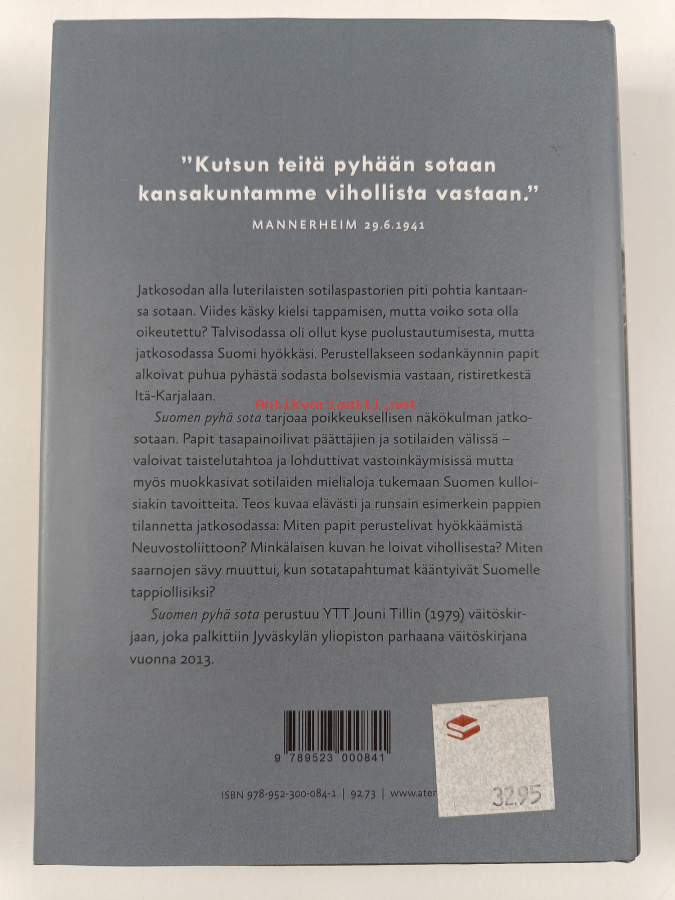 ”Kutsun teitä pyhään sotaan
kansakuntamme vihollista vastaan.”
MANNERHEIM 29.6.1941
Jatkosodan alla luterilaisten sotilaspastorien piti pohtia kantaan-
sa sotaan. Viides käsky kielsi tappamisen, mutta voiko sota olla
oikeutettu? Talvisodassa oli ollut kyse puolustautumisesta, mutta
jatkosodassa Suomi hyökkäsi. Perustellakseen sodankäynnin papit
alkoivat puhua pyhästä sodasta bolsevismia vastaan, ristiretkestä
Itä-Karjalaan.
Antikvariaatti.net
Suomen pyhä sota tarjoaa poikkeuksellisen näkökulman jatko-
sotaan. Papit tasapainoilivat päättäjien ja sotilaiden välissä –
valoivat taistelutahtoa ja lohduttivat vastoinkäymisissä mutta
myös muokkasivat sotilaiden mielialoja tukemaan Suomen kulloi-
siakin tavoitteita. Teos kuvaa elävästi ja runsain esimerkein pappien
tilannetta jatkosodassa: Miten papit perustelivat hyökkäämistä
Neuvostoliittoon? Minkälaisen kuvan he loivat vihollisesta? Miten
saarnojen sävy muuttui, kun sotatapahtumat kääntyivät Suomelle
tappiollisiksi?
Suomen pyhä sota perustuu YTT Jouni Tillin (1979) väitöskir-
jaan, joka palkittiin Jyväskylän yliopiston parhaana väitöskirjana
vuonna 2013.
9 789523 000841
ISBN 978-952-300-084-1 | 92.73 | www.aten
32,95